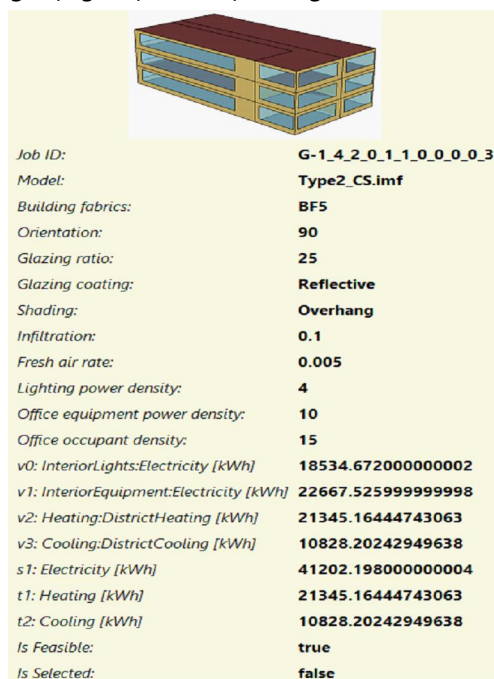 Job ID: G-1_4_2_0_1_1_0_0_0_0_3
Model: Type2_CS.imf
Building fabrics: BF5
Orientation: 90
Glazing ratio: 25
Glazing coating: Reflective
Shading: Overhang
Infiltration: 0.1
Fresh air rate: 0.005
Lighting power density: 4
Office equipment power density: 10
Office occupant density: 15
v0: InteriorLights:Electricity [kWh] 18534.672000000002
v1: InteriorEquipment:Electricity [kWh] 22667.525999999998
v2: Heating:DistrictHeating [kWh] 21345.16444743063
v3: Cooling:DistrictCooling [kWh] 10828.20242949638
s1: Electricity [kWh] 41202.198000000004
t1: Heating [kWh] 21345.16444743063
t2: Cooling [kWh] 10828.20242949638
Is Feasible: true
Is Selected: false